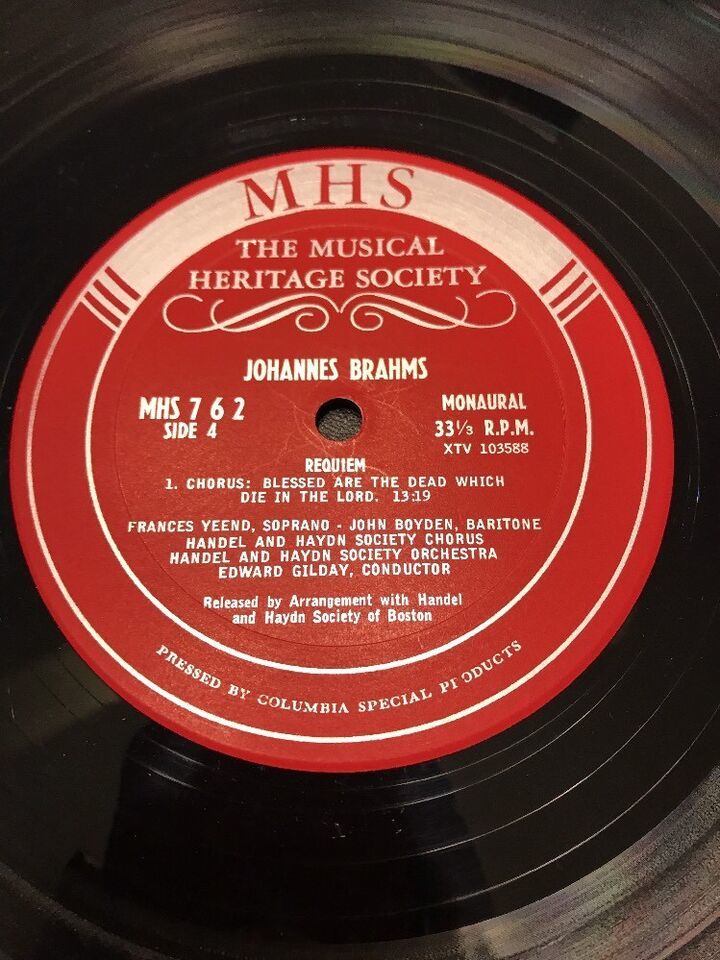 MHS
THE MUSICAL
HERITAGE SOCIETY
JOHANNES BRAHMS
MHS 7 6 2
SIDE 4
MONAURAL
33⅓ R.P.M.
XTV 103588
REQUIEM
1. CHORUS: BLESSED ARE THE DEAD WHICH
DIE IN THE LORD. 13:19
FRANCES YEEND, SOPRANO - JOHN BOYDEN, BARITONE
HANDEL AND HAYDN SOCIETY CHORUS
HANDEL AND HAYDN SOCIETY ORCHESTRA
EDWARD GILDAY, CONDUCTOR
Released by Arrangement with Handel
and Haydn Society of Boston
PRESSED BY COLUMBIA SPECIAL PRODUCTS